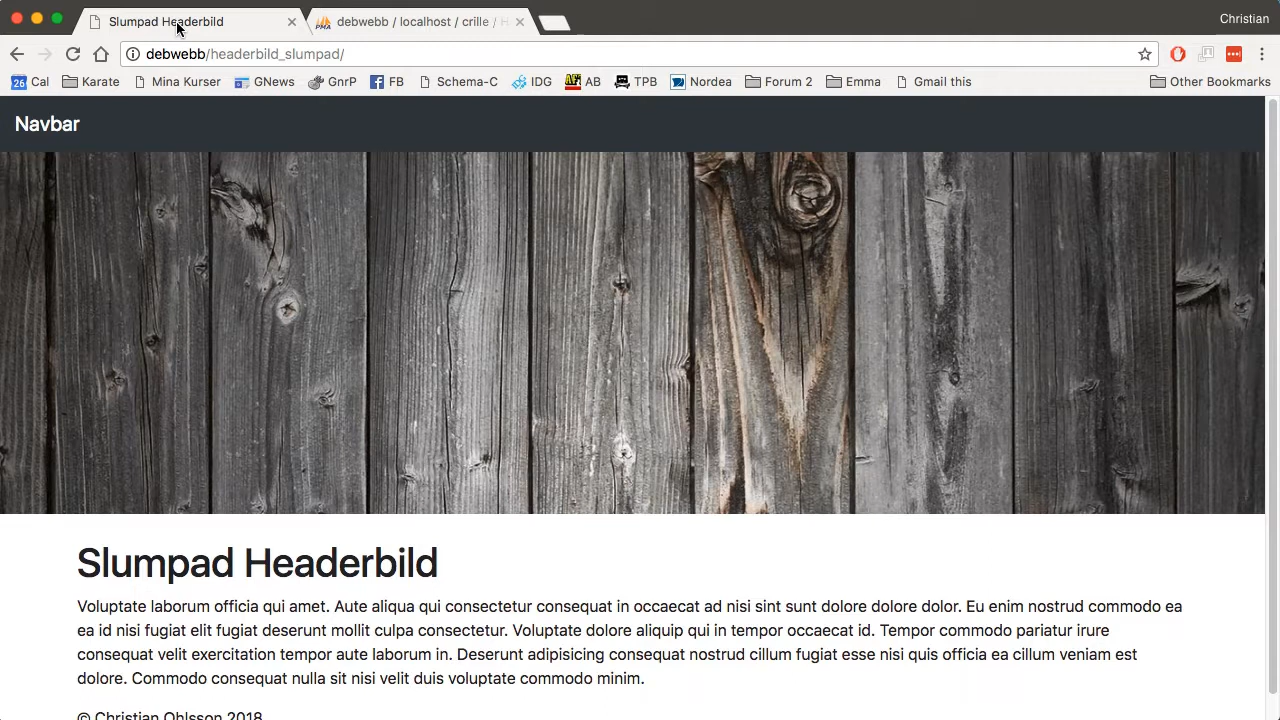 Slumpad Headerbild
debwebb / localhost / crille /
Christian
debwebb/headerbild_slumpad/
26 Cal
Karate
Mina Kurser
GNews
GnrP
FB
Schema-C
IDG
AB
TPB
Nordea
Forum 2
Emma
Gmail this
Other Bookmarks
Navbar
Slumpad Headerbild
Voluptate laborum officia qui amet. Aute aliqua qui consectetur consequat in occaecat ad nisi sint sunt dolore dolore dolor. Eu enim nostrud commodo ea
ea id nisi fugiat elit fugiat deserunt mollit culpa consectetur. Voluptate dolore aliquip qui in tempor occaecat id. Tempor commodo pariatur irure
consequat velit exercitation tempor aute laborum in. Deserunt adipisicing consequat nostrud cillum fugiat esse nisi quis officia ea cillum veniam est
dolore. Commodo consequat nulla sit nisi velit duis voluptate commodo minim.
© Christian Ohlsson 2018